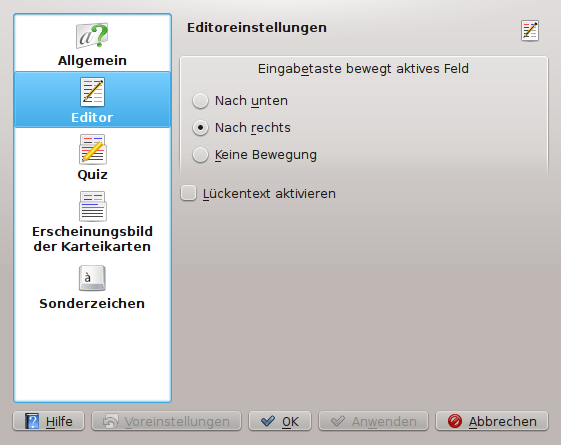 Allgemein
Editor
Quiz
Erscheinungsbild
der Karteikarten
Sonderzeichen
Editoreinstellungen
Eingabetaste bewegt aktives Feld
Nach unten
Nach rechts
Keine Bewegung
Lückentext aktivieren
Hilfe
Voreinstellungen
OK
Anwenden
Abbrechen